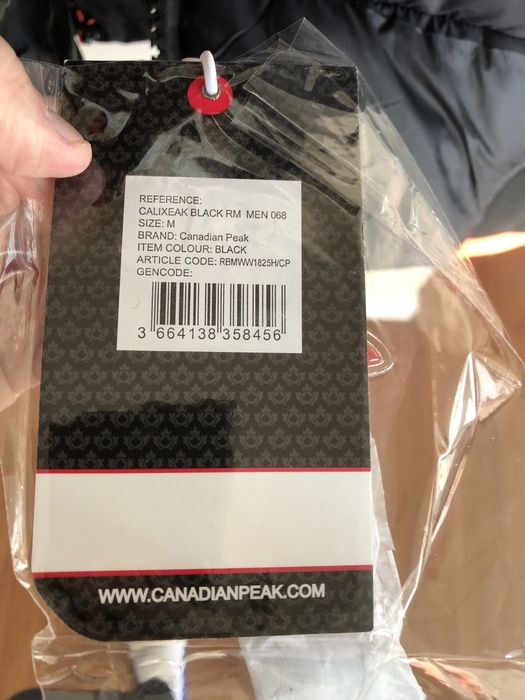 REFERENCE:
CALIXEAK BLACK RM MEN 068
SIZE: M
BRAND: Canadian Peak
ITEM COLOUR: BLACK
ARTICLE CODE: RBMWW1825H/CP
GENCODE:
3 664138 358456
WWW.CANADIANPEAK.COM